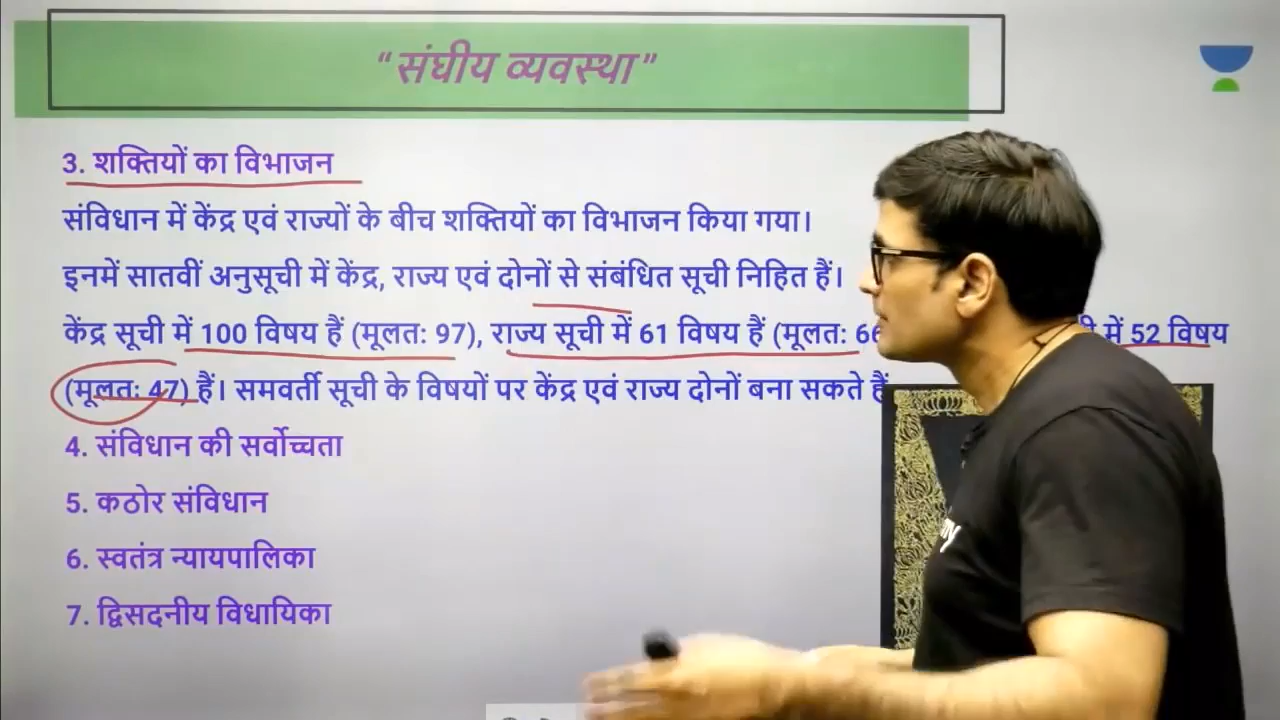 “संघीय व्यवस्था”
3. शक्तियों का विभाजन
संविधान में केंद्र एवं राज्यों के बीच शक्तियों का विभाजन किया गया।
इनमें सातवीं अनुसूची में केंद्र, राज्य एवं दोनों से संबंधित सूची निहित हैं।
केंद्र सूची में 100 विषय हैं (मूलत: 97), राज्य सूची में 61 विषय हैं (मूलत: में 52 विषय
(मूलत: 47) हैं। समवर्ती सूची के विषयों पर केंद्र एवं राज्य दोनों बना सकते हैं
4. संविधान की सर्वोच्चता
5. कठोर संविधान
6. स्वतंत्र न्यायपालिका
7. द्विसदनीय विधायिका